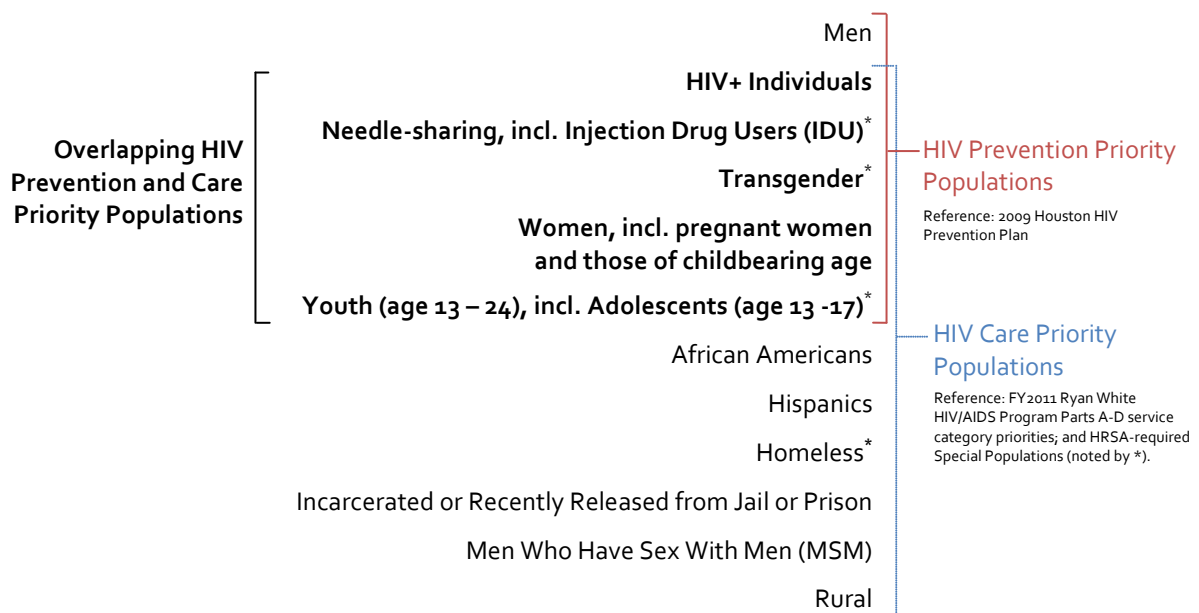 Men
HIV+ Individuals
Needle-sharing, incl. Injection Drug Users (IDU)*
Transgender*
Women, incl. pregnant women
and those of childbearing age
Youth (age 13 – 24), incl. Adolescents (age 13 -17)*
African Americans
Hispanics
Homeless*
Incarcerated or Recently Released from Jail or Prison
Men Who Have Sex With Men (MSM)
Rural
Overlapping HIV
Prevention and Care
Priority Populations
HIV Prevention Priority
Populations
Reference: 2009 Houston HIV
Prevention Plan
HIV Care Priority
Populations
Reference: FY2011 Ryan White
HIV/AIDS Program Parts A-D service
category priorities; and HRSA-required
Special Populations (noted by *).